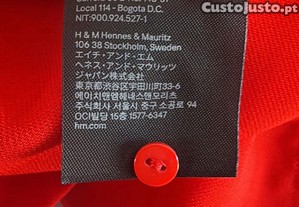 CustoJusto
Local 114 - Bogota D.C.
NIT:900.924.527-1
H & M Hennes & Mauritz
106 38 Stockholm, Sweden
エイチ・アンド・エム
ヘネス・アンド・マウリッツ
ジャパン株式会社
東京都渋谷区宇田川町33-6
에이치앤엠헤네스앤모리츠
주식회사 서울시 중구 소공로 94
OCI빌딩 15층 1577-6347
hm.com